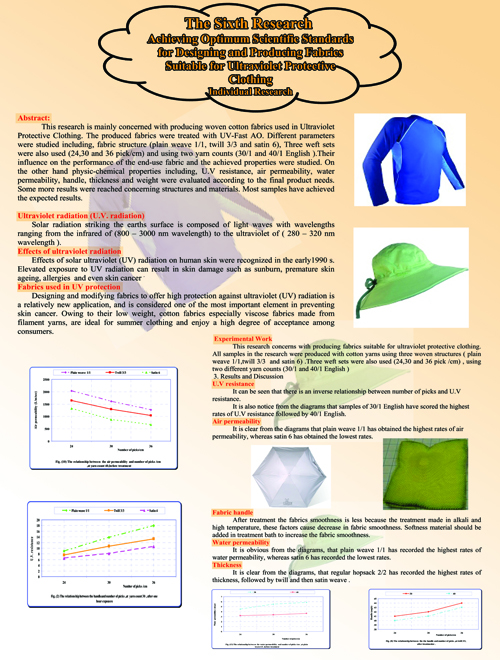 The Sixth Research
Achieving Optimum Scientific Standards
for Designing and Producing Fabrics
Suitable for Ultraviolet Protective
Clothing
Individual Research
Abstract:
This research is mainly concerned with producing woven cotton fabrics used in Ultraviolet
Protective Clothing. The produced fabrics were treated with UV-Fast AO. Different parameters
were studied including, fabric structure (plain weave 1/1, twill 3/3 and satin 6), Three weft sets
were also used (24,30 and 36 pick/cm) and using two yarn counts (30/1 and 40/1 English ).Their
influence on the performance of the end-use fabric and the achieved properties were studied. On
the other hand physic-chemical properties including, U.V resistance, air permeability, water
permeability, handle, thickness and weight were evaluated according to the final product needs.
Some more results were reached concerning structures and materials. Most samples have achieved
the expected results.
Ultraviolet radiation (U.V. radiation)
Solar radiation striking the earths surface is composed of light waves with wavelengths
ranging from the infrared of (800 – 3000 nm wavelength) to the ultraviolet of ( 280 – 320 nm
wavelength ).
Effects of ultraviolet radiation
Effects of solar ultraviolet (UV) radiation on human skin were recognized in the early1990 s.
Elevated exposure to UV radiation can result in skin damage such as sunburn, premature skin
ageing, allergies and even skin cancer
Fabrics used in UV protection
Designing and modifying fabrics to offer high protection against ultraviolet (UV) radiation is
a relatively new application, and is considered one of the most important element in preventing
skin cancer. Owing to their low weight, cotton fabrics especially viscose fabrics made from
filament yarns, are ideal for summer clothing and enjoy a high degree of acceptance among
consumers.
Experimental Work
This research concerns with producing fabrics suitable for ultraviolet protective clothing.
All samples in the research were produced with cotton yarns using three woven structures ( plain
weave 1/1,twill 3/3 and satin 6) .Three weft sets were also used (24,30 and 36 pick /cm) , using
two different yarn counts (30/1 and 40/1 English )
3. Results and Discussion
U.V resistance
It can be seen that there is an inverse relationship between number of picks and U.V
resistance.
It is also notice from the diagrams that samples of 30/1 English have scored the highest
rates of U.V resistance followed by 40/1 English.
Air permeability
It is clear from the diagrams that plain weave 1/1 has obtained the highest rates of air
permeability, whereas satin 6 has obtained the lowest rates.
Fabric handle
After treatment the fabrics smoothness is less because the treatment made in alkali and
high temperature, these factors cause decrease in fabric smoothness. Softness material should be
added in treatment bath to increase the fabric smoothness.
Water permeability
It is obvious from the diagrams, that plain weave 1/1 has recorded the highest rates of
water permeability, whereas satin 6 has recorded the lowest rates.
Thickness
It is clear from the diagrams, that regular hopsack 2/2 has recorded the highest rates of
thickness, followed by twill and then satin weave .
Plain weave 1/1 Twill 3/3 Satin 6
24 30 36
Number of picks /cm
Plain weave 1/1 Twill 3/3 Satin 6
U.V. resistance
24 30 36
Number of picks /cm